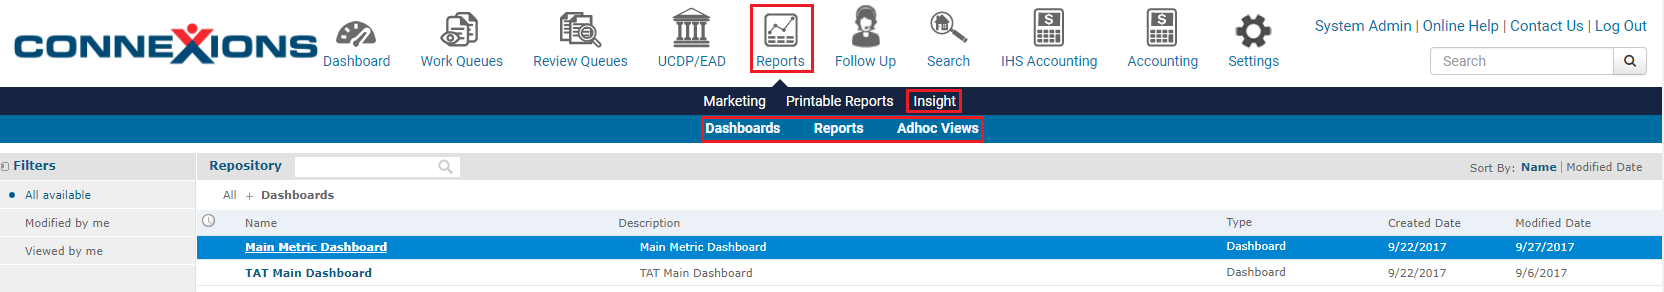 CONNEXIONS
Dashboard Work Queues Review Queues UCDP/EAD Reports Follow Up Search IHS Accounting Accounting Settings
System Admin | Online Help | Contact Us | Log Out
Search
Marketing Printable Reports Insight
Dashboards Reports Adhoc Views
Filters
All available
Modified by me
Viewed by me
Repository
Sort By: Name | Modified Date
All + Dashboards
Name Description Type Created Date Modified Date
Main Metric Dashboard Main Metric Dashboard Dashboard 9/22/2017 9/27/2017
TAT Main Dashboard TAT Main Dashboard Dashboard 9/22/2017 9/6/2017